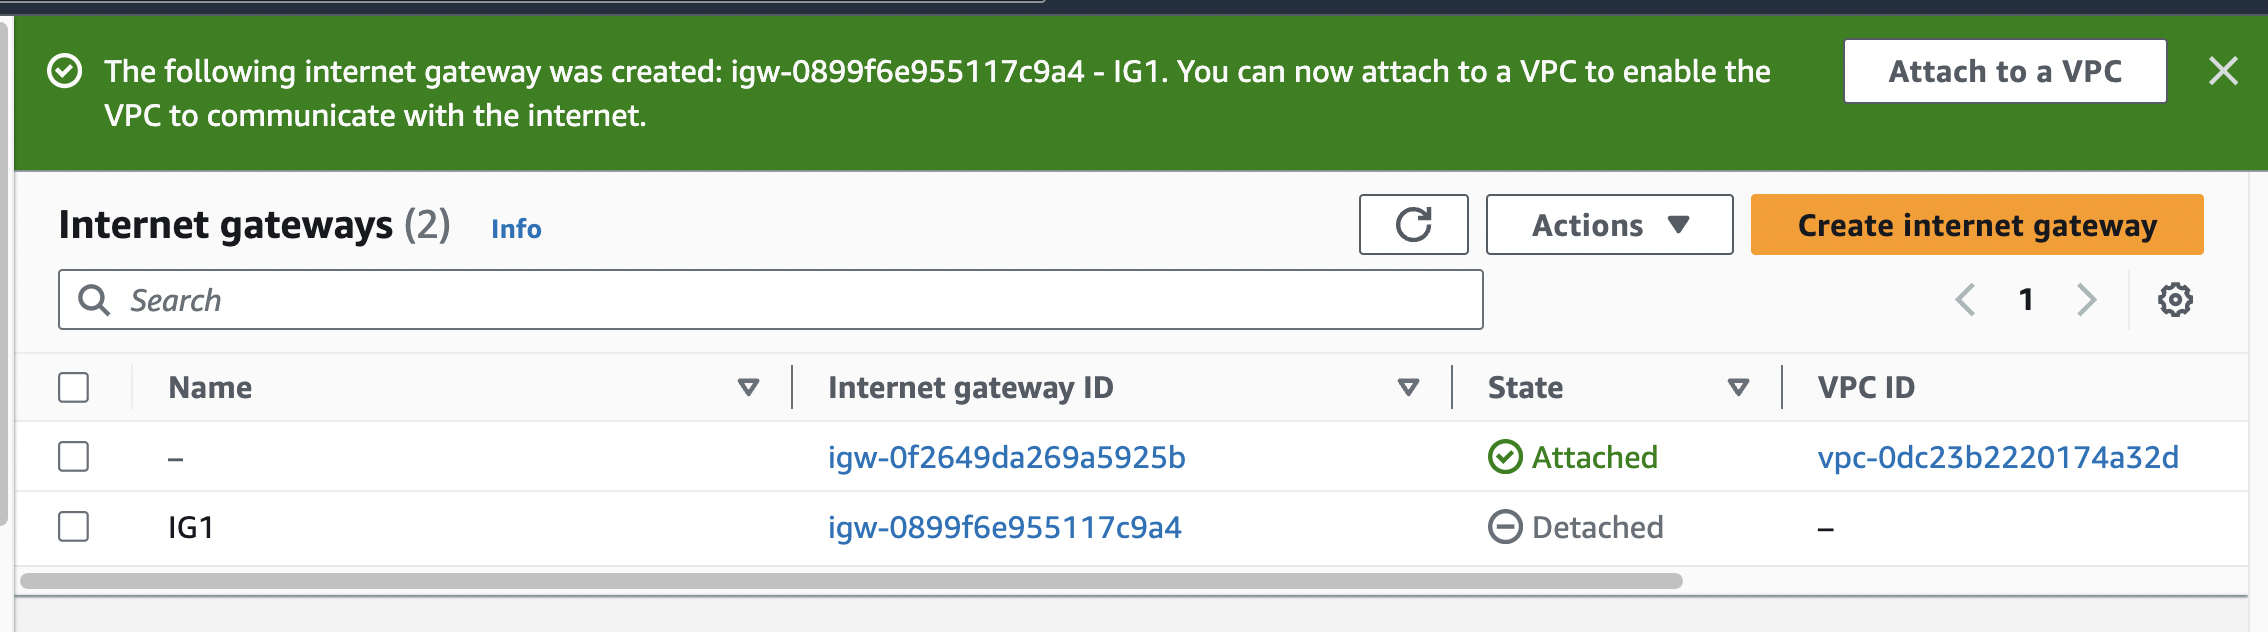 The following internet gateway was created: igw-0899f6e955117c9a4 - IG1. You can now attach to a VPC to enable the
VPC to communicate with the internet.
Attach to a VPC
Internet gateways (2) Info
Actions
Create internet gateway
Search
1
Name Internet gateway ID State VPC ID
– igw-0f2649da269a5925b Attached vpc-0dc23b2220174a32d
IG1 igw-0899f6e955117c9a4 Detached –